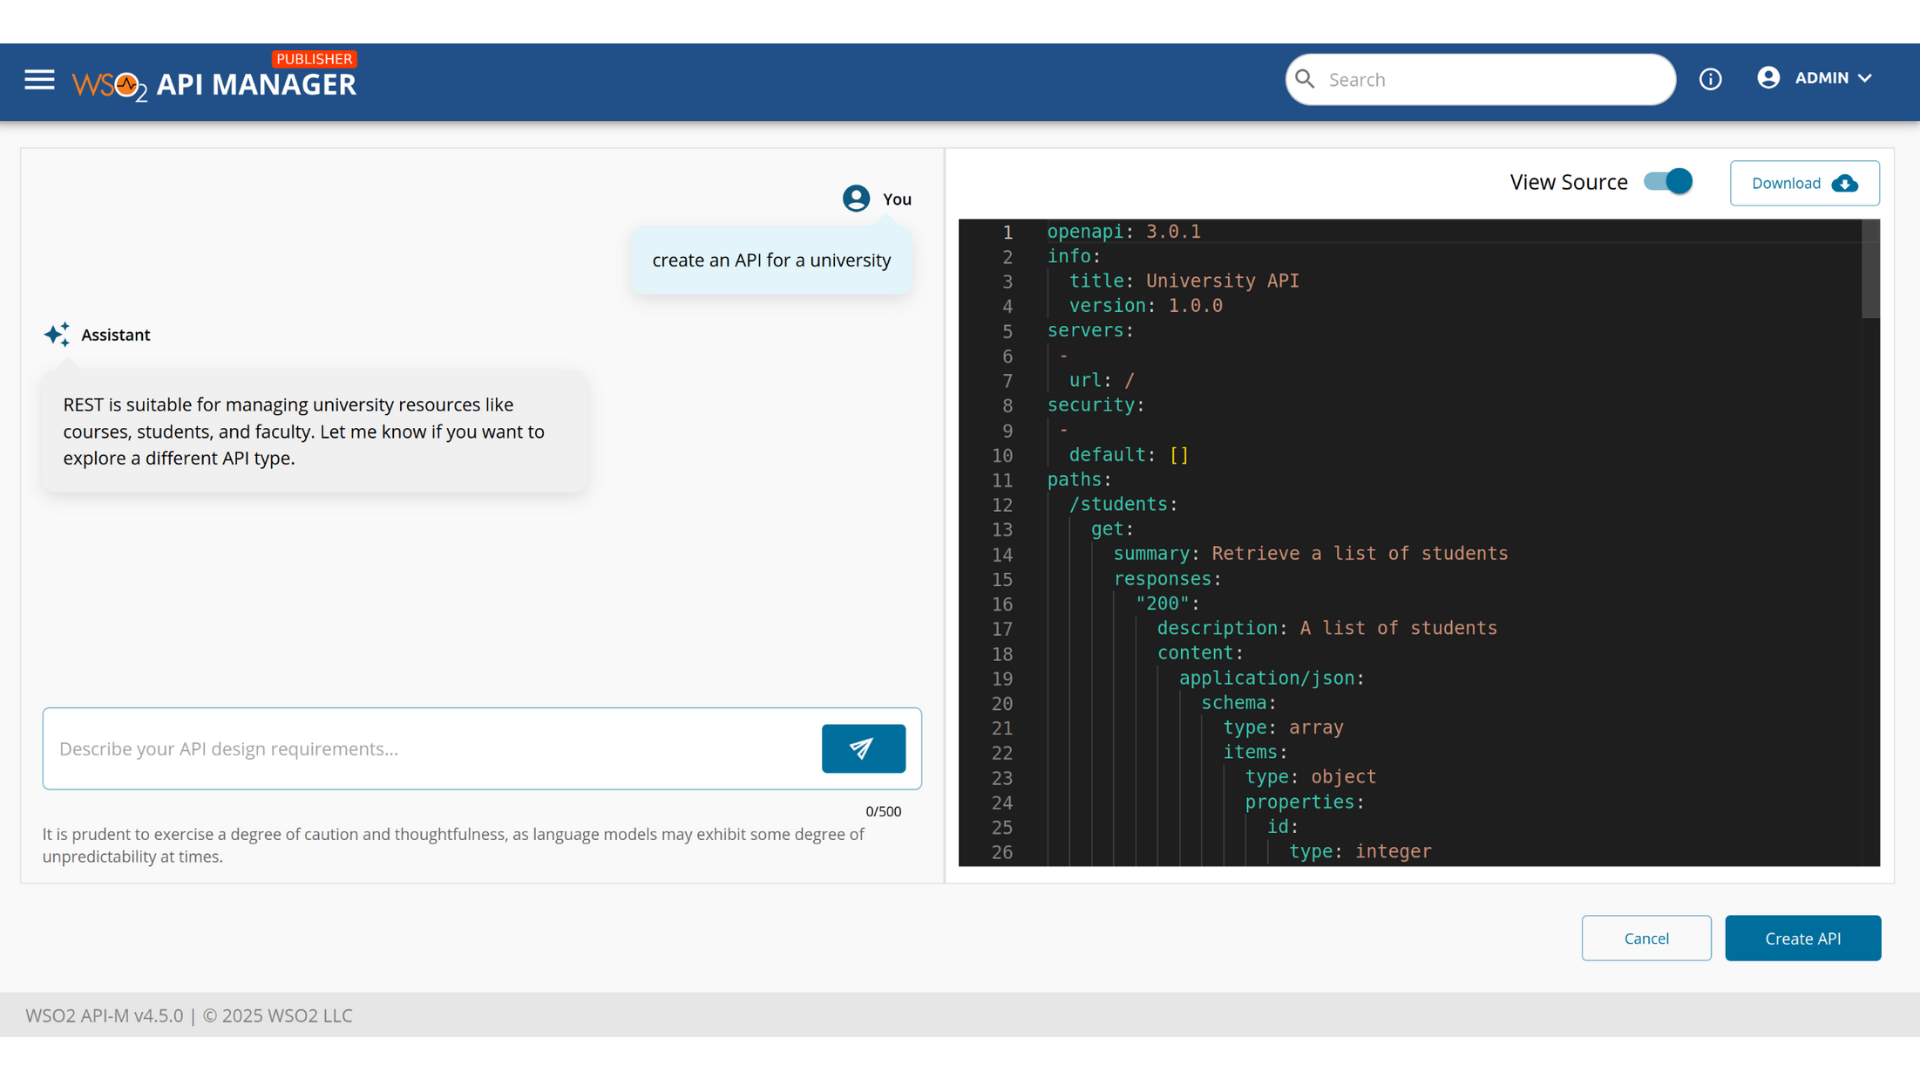 PUBLISHER
WSO2 API MANAGER
Search
ADMIN
You
create an API for a university
Assistant
REST is suitable for managing university resources like
courses, students, and faculty. Let me know if you want to
explore a different API type.
Describe your API design requirements...
0/500
It is prudent to exercise a degree of caution and thoughtfulness, as language models may exhibit some degree of
unpredictability at times.
View Source
Download
1 openapi: 3.0.1
2 info:
3   title: University API
4   version: 1.0.0
5 servers:
6  -
7   url: /
8 security:
9  -
10   default: []
11 paths:
12   /students:
13     get:
14       summary: Retrieve a list of students
15       responses:
16         "200":
17           description: A list of students
18           content:
19             application/json:
20               schema:
21                 type: array
22                 items:
23                   type: object
24                   properties:
25                     id:
26                       type: integer
Cancel
Create API
WSO2 API-M v4.5.0 | © 2025 WSO2 LLC